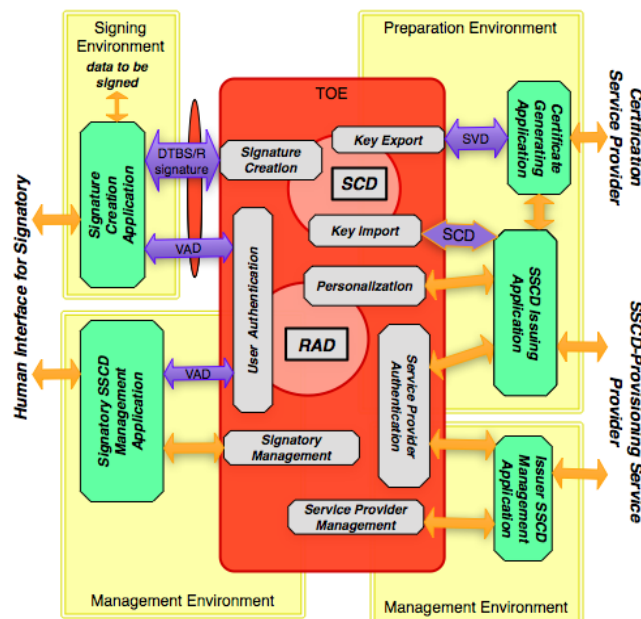 Signing
Environment
data to be
signed
Preparation Environment
TOE
Certification
Service Provider
Certificate
Generating
Application
Key Export
SVD
DTBS/R
signature
Signature
Creation
Signature
Creation
Application
SCD
Key Import
SCD
VAD
Human Interface for Signatory
User Authentication
Personalization
SSCD Issuing
Application
RAD
SSCD-Provisioning Service
Provider
Signatory SSCD
Management
Application
VAD
Service Provider
Authentication
Signatory
Management
Issuer SSCD
Management
Application
Service Provider
Management
Management Environment
Management Environment